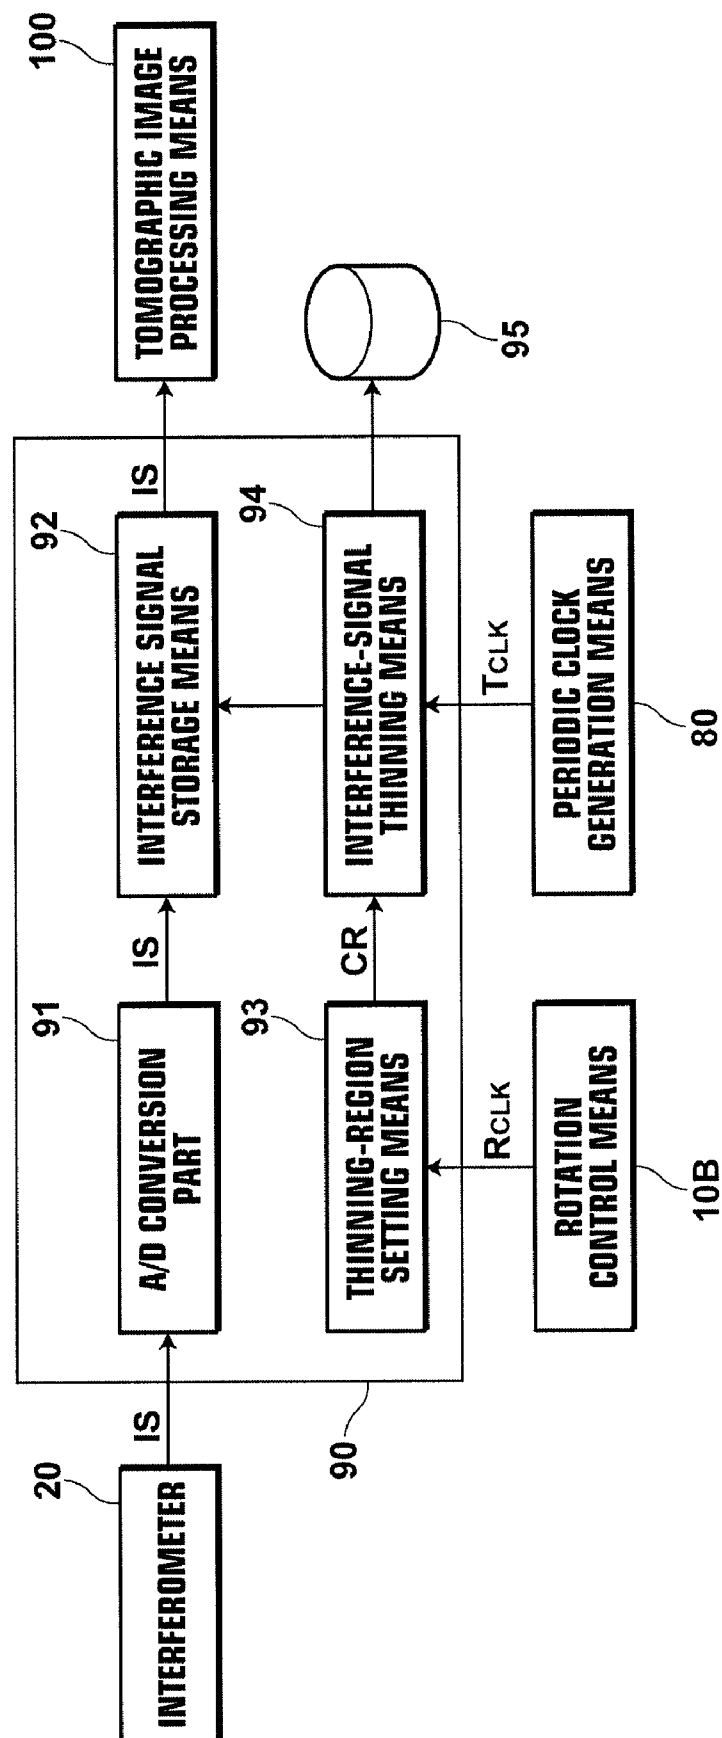 20
INTERFEROMETER
IS
90
91
A/D CONVERSION
PART
IS
92
INTERFERENCE SIGNAL
STORAGE MEANS
IS
100
TOMOGRAPHIC IMAGE
PROCESSING MEANS
93
THINNING-REGION
SETTING MEANS
CR
94
INTERFERENCE-SIGNAL
THINNING MEANS
95
RCLK
ROTATION
CONTROL MEANS
10B
TCLK
PERIODIC CLOCK
GENERATION MEANS
80